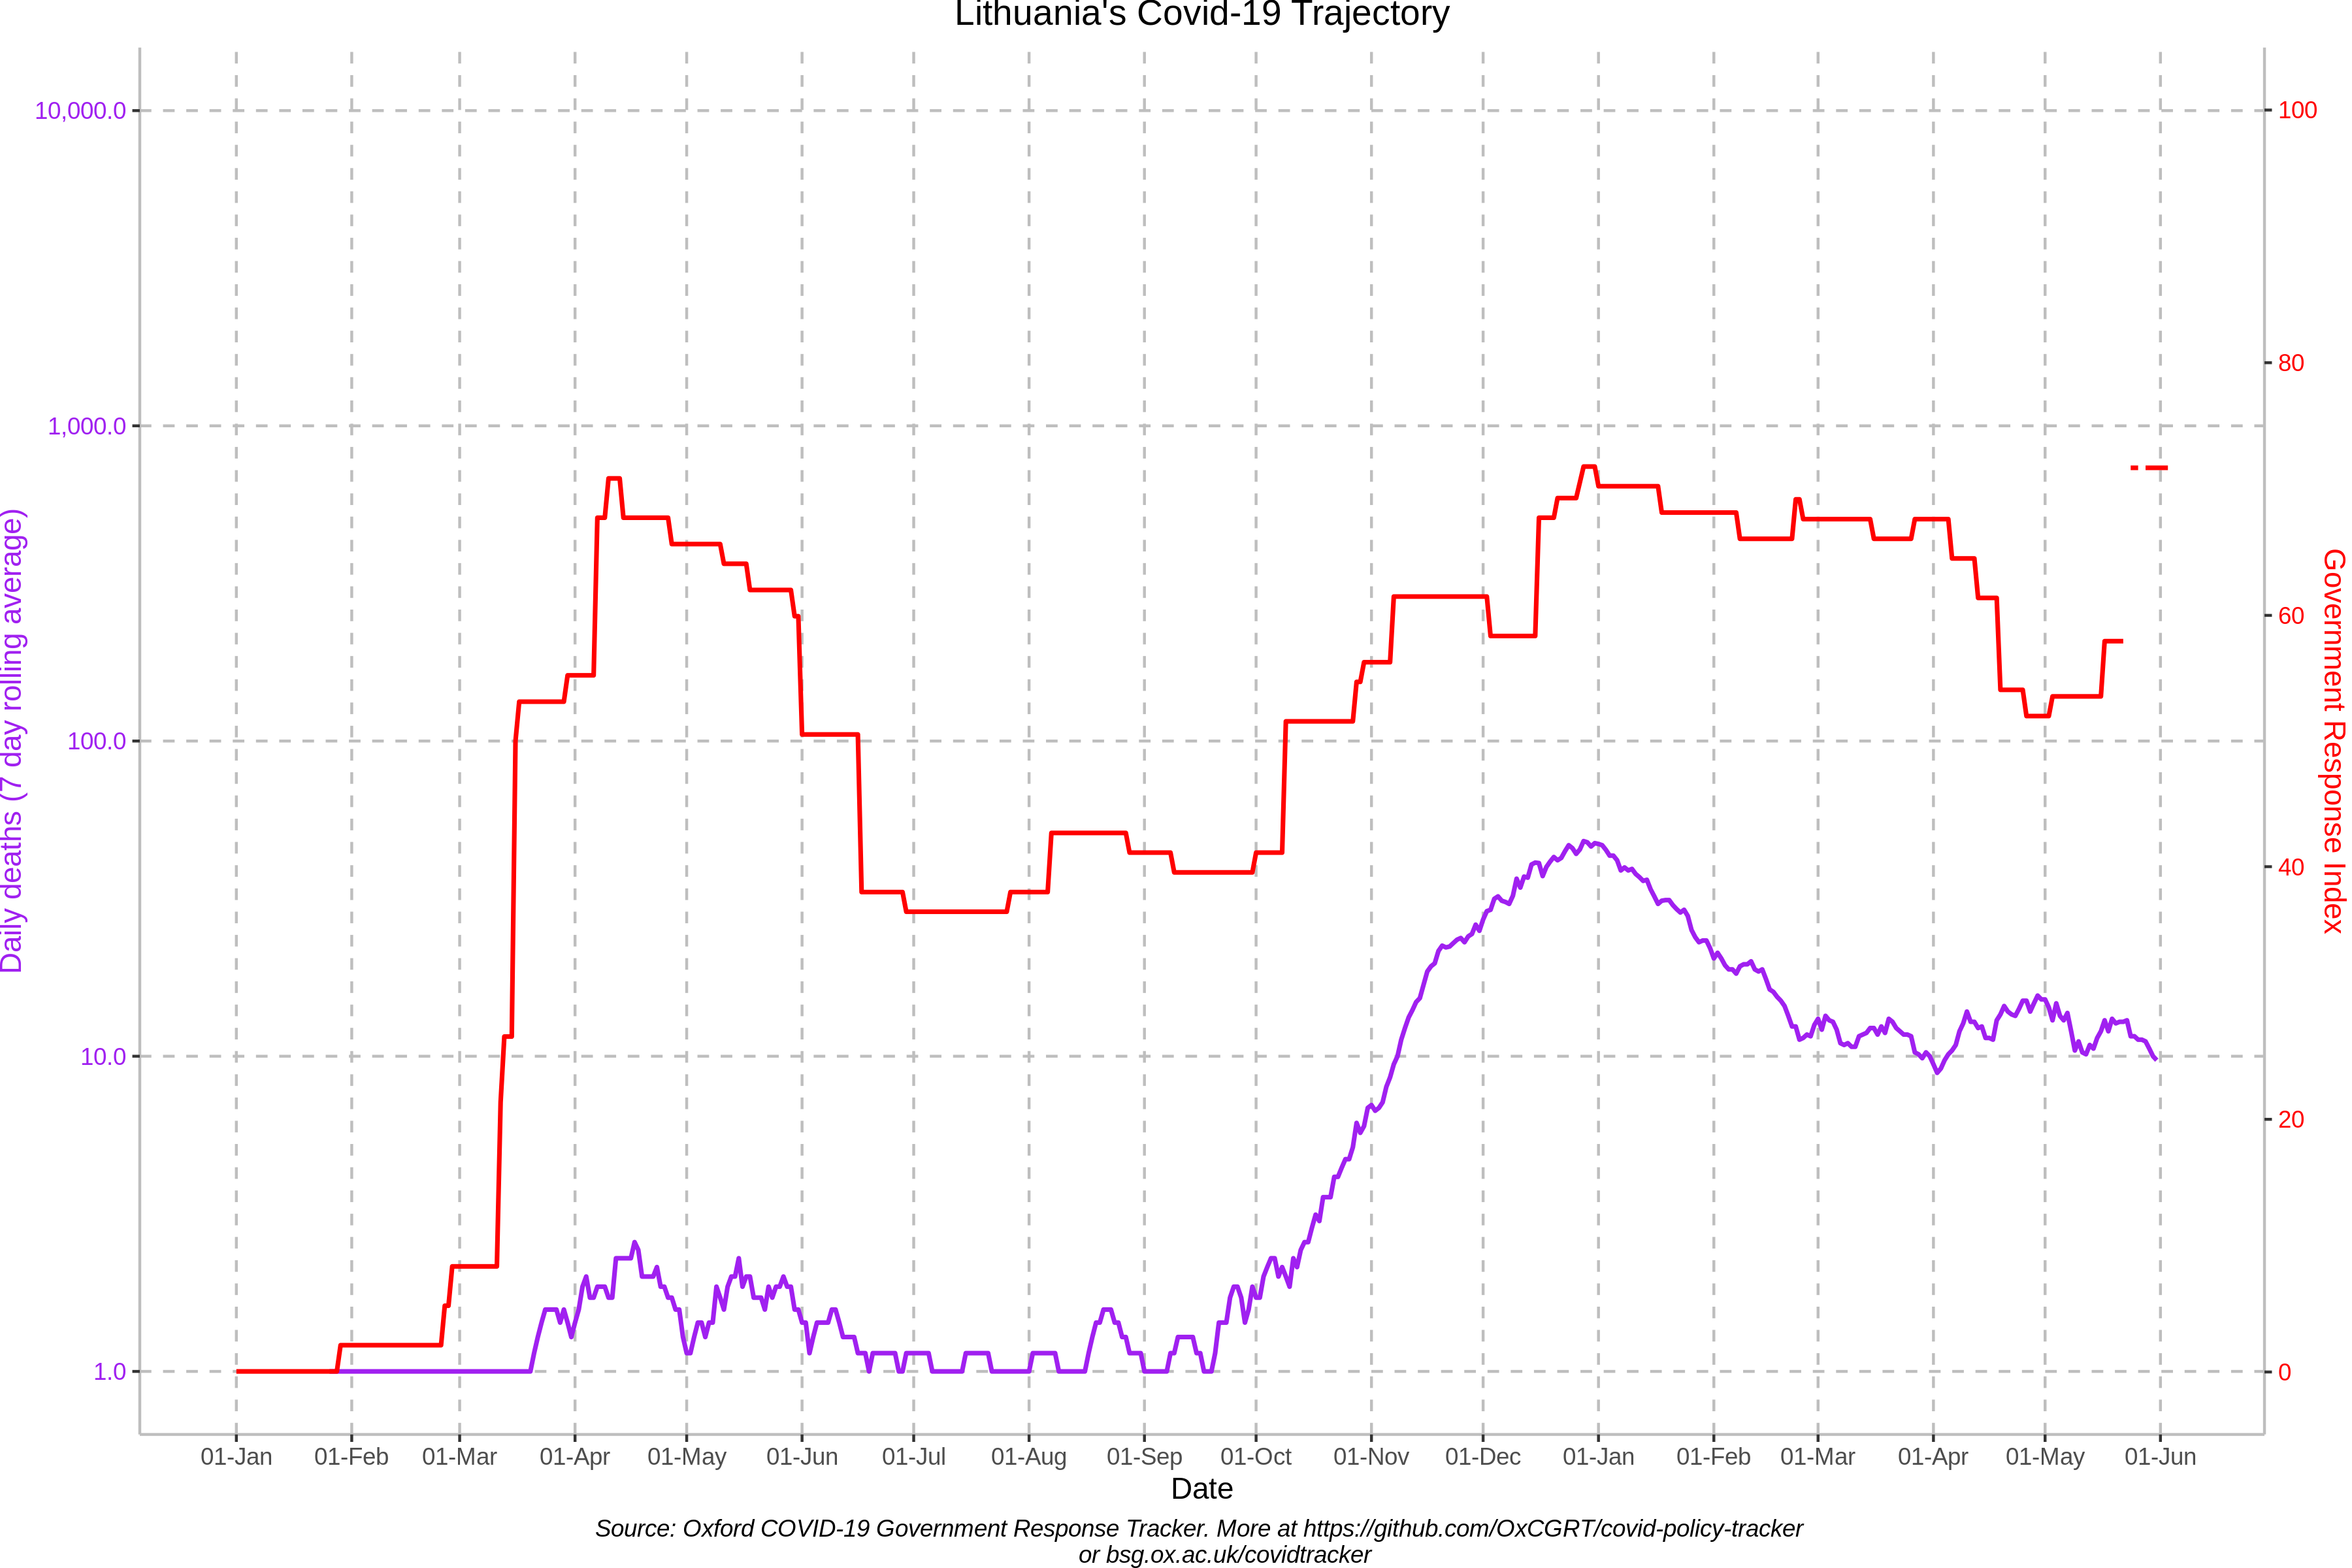 Lithuania's Covid-19 Trajectory
10,000.0
1,000.0
100.0
10.0
1.0
Daily deaths (7 day rolling average)
100
80
60
40
20
0
Government Response Index
01-Jan 01-Feb 01-Mar 01-Apr 01-May 01-Jun 01-Jul 01-Aug 01-Sep 01-Oct 01-Nov 01-Dec 01-Jan 01-Feb 01-Mar 01-Apr 01-May 01-Jun
Date
Source: Oxford COVID-19 Government Response Tracker. More at https://github.com/OxCGRT/covid-policy-tracker
or bsg.ox.ac.uk/covidtracker